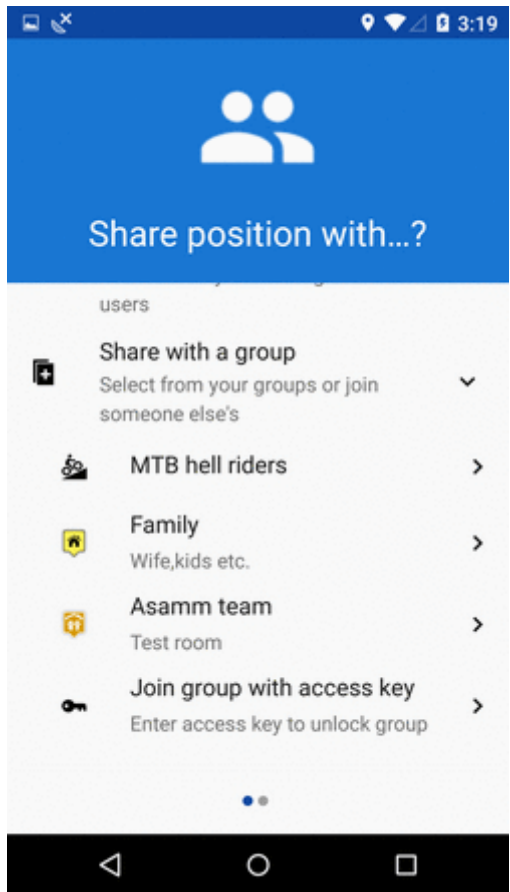 3:19
Share position with...?
users
Share with a group
Select from your groups or join
someone else's
MTB hell riders
Family
Wife,kids etc.
Asamm team
Test room
Join group with access key
Enter access key to unlock group